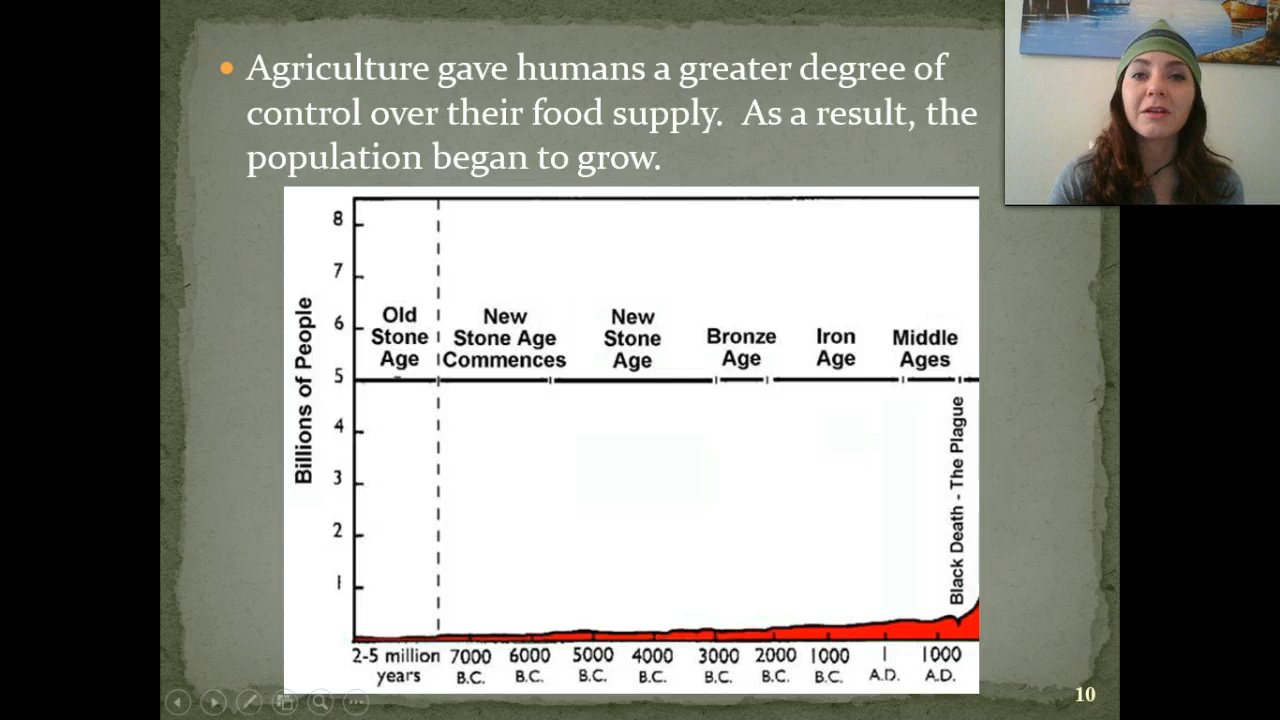 Agriculture gave humans a greater degree of
control over their food supply.  As a result, the
population began to grow.
Billions of People
8
7
6
5
4
3
2
1
Old
Stone
Age
New
Stone Age
Commences
New
Stone
Age
Bronze
Age
Iron
Age
Middle
Ages
Black Death - The Plague
2-5 million
years
7000
B.C.
6000
B.C.
5000
B.C.
4000
B.C.
3000
B.C.
2000
B.C.
1000
B.C.
1
A.D.
1000
A.D.
10